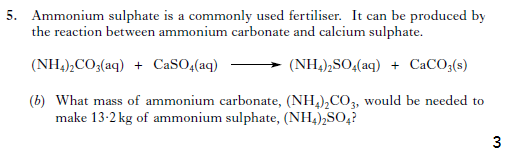 5. Ammonium sulphate is a commonly used fertiliser. It can be produced by
the reaction between ammonium carbonate and calcium sulphate.
(NH₄)₂CO₃(aq) + CaSO₄(aq) ⟶ (NH₄)₂SO₄(aq) + CaCO₃(s)
(b) What mass of ammonium carbonate, (NH₄)₂CO₃, would be needed to
make 13·2 kg of ammonium sulphate, (NH₄)₂SO₄?
3